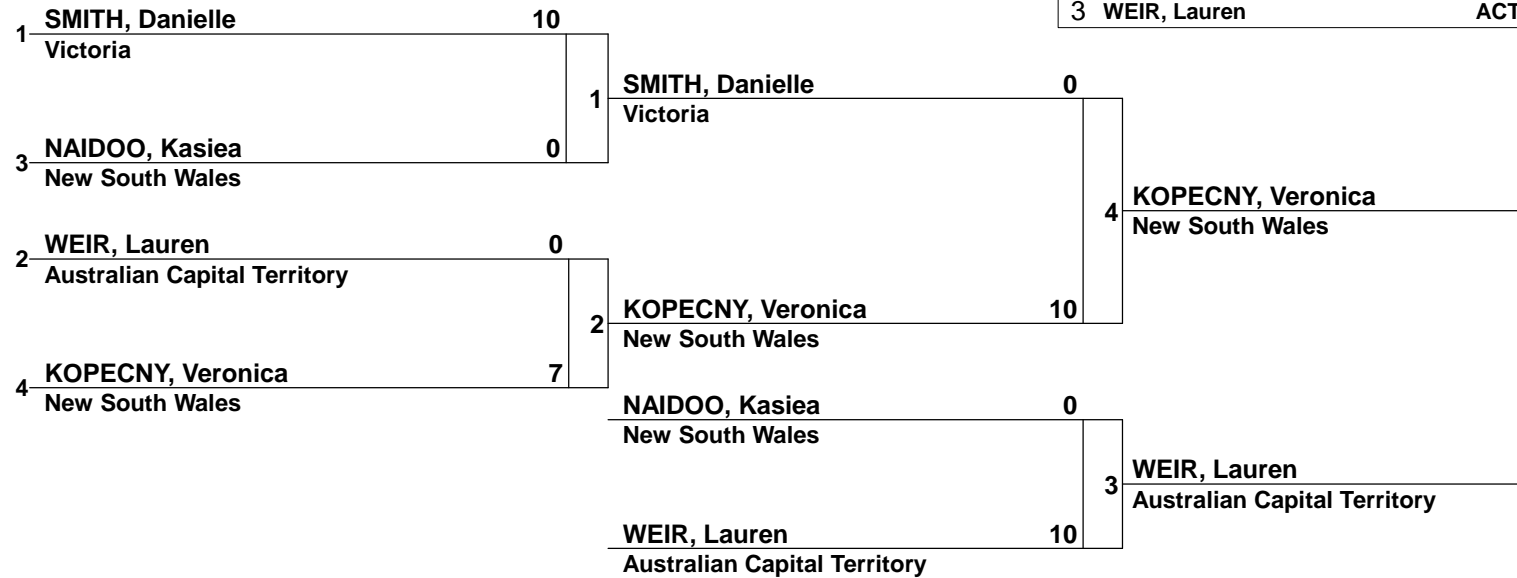 3 WEIR, Lauren ACT
1 SMITH, Danielle 10
Victoria
1 SMITH, Danielle 0
Victoria
3 NAIDOO, Kasiea 0
New South Wales
4 KOPECNY, Veronica
New South Wales
2 WEIR, Lauren 0
Australian Capital Territory
2 KOPECNY, Veronica 10
New South Wales
4 KOPECNY, Veronica 7
New South Wales
NAIDOO, Kasiea 0
New South Wales
3 WEIR, Lauren
Australian Capital Territory
WEIR, Lauren 10
Australian Capital Territory